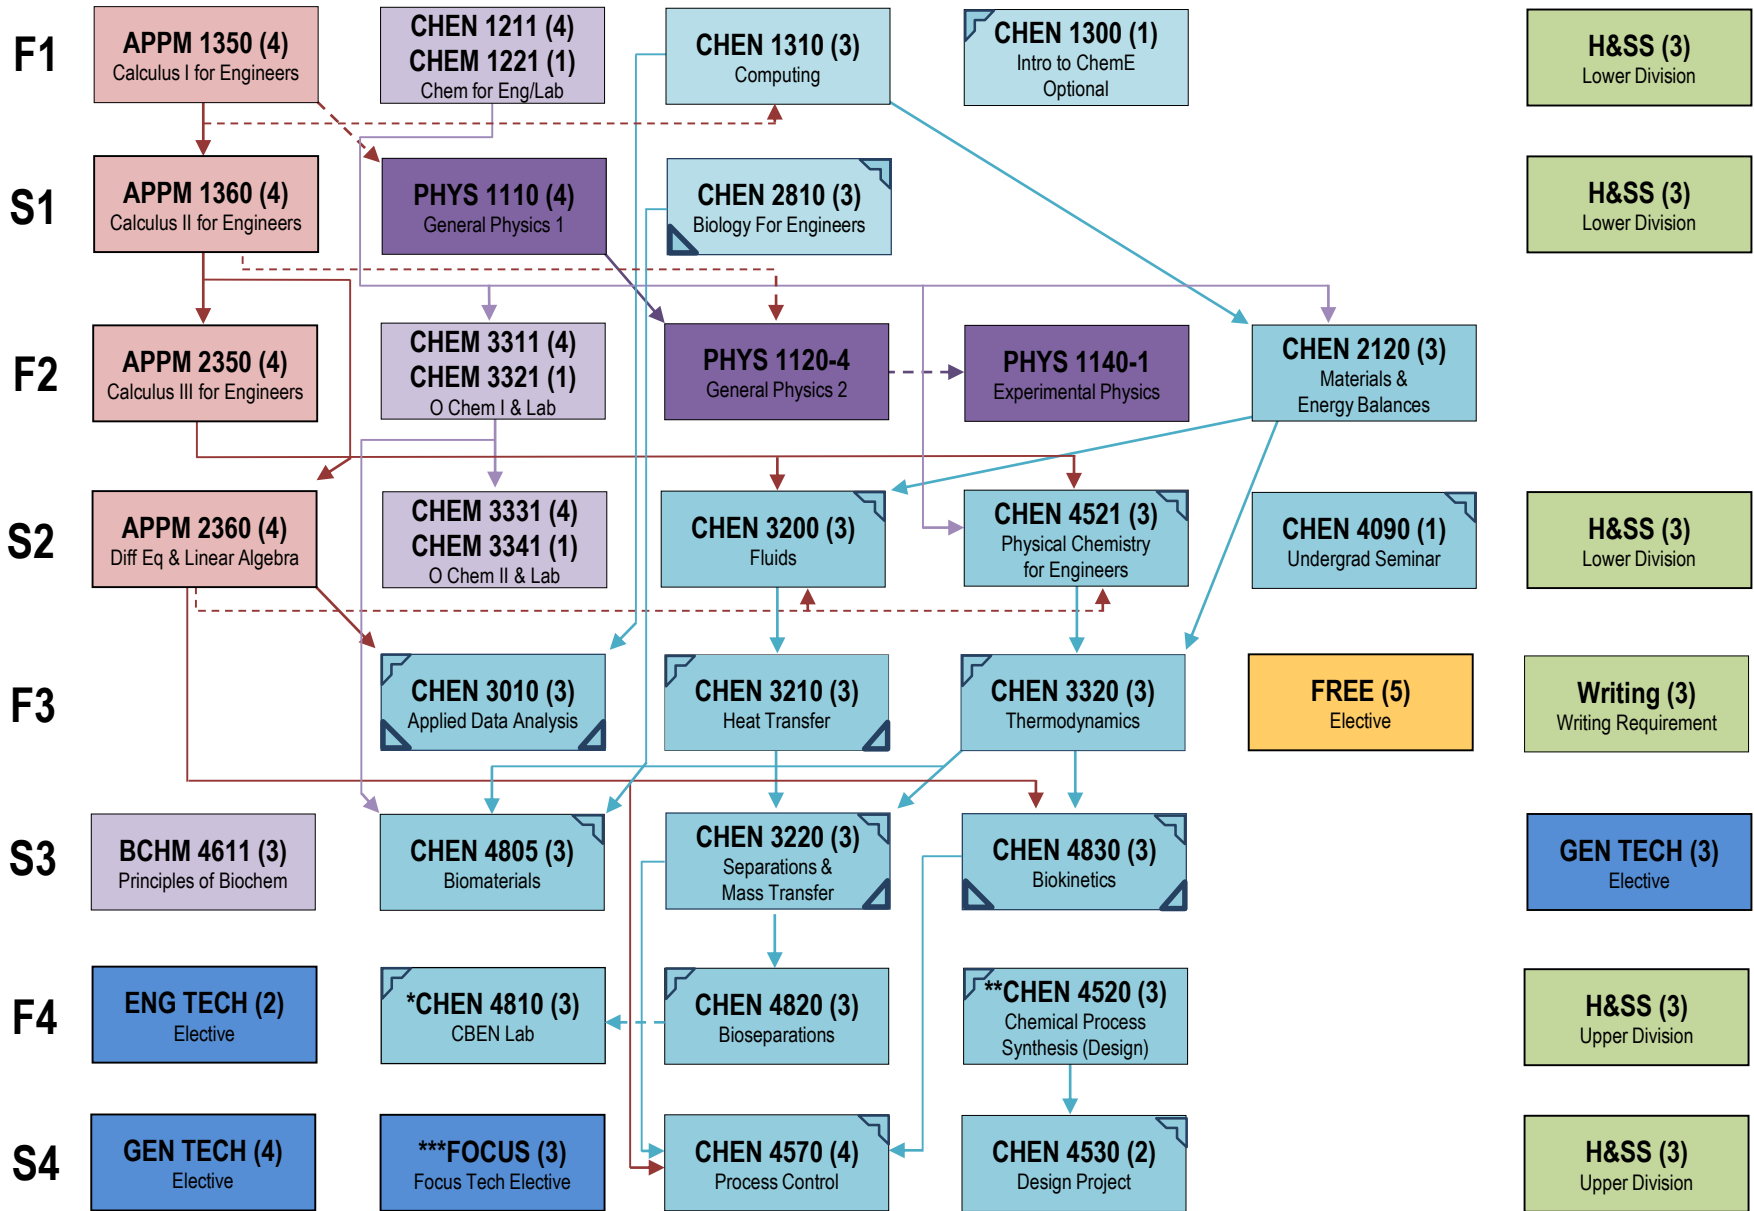 F1
APPM 1350 (4)
Calculus I for Engineers
CHEN 1211 (4)
CHEM 1221 (1)
Chem for Eng/Lab
CHEN 1310 (3)
Computing
CHEN 1300 (1)
Intro to ChemE
Optional
H&SS (3)
Lower Division
S1
APPM 1360 (4)
Calculus II for Engineers
PHYS 1110 (4)
General Physics 1
CHEN 2810 (3)
Biology For Engineers
H&SS (3)
Lower Division
F2
APPM 2350 (4)
Calculus III for Engineers
CHEM 3311 (4)
CHEM 3321 (1)
O Chem I & Lab
PHYS 1120-4
General Physics 2
PHYS 1140-1
Experimental Physics
CHEN 2120 (3)
Materials &
Energy Balances
S2
APPM 2360 (4)
Diff Eq & Linear Algebra
CHEM 3331 (4)
CHEM 3341 (1)
O Chem II & Lab
CHEN 3200 (3)
Fluids
CHEN 4521 (3)
Physical Chemistry
for Engineers
CHEN 4090 (1)
Undergrad Seminar
H&SS (3)
Lower Division
F3
CHEN 3010 (3)
Applied Data Analysis
CHEN 3210 (3)
Heat Transfer
CHEN 3320 (3)
Thermodynamics
FREE (5)
Elective
Writing (3)
Writing Requirement
S3
BCHM 4611 (3)
Principles of Biochem
CHEN 4805 (3)
Biomaterials
CHEN 3220 (3)
Separations &
Mass Transfer
CHEN 4830 (3)
Biokinetics
GEN TECH (3)
Elective
F4
ENG TECH (2)
Elective
*CHEN 4810 (3)
CBEN Lab
CHEN 4820 (3)
Bioseparations
**CHEN 4520 (3)
Chemical Process
Synthesis (Design)
H&SS (3)
Upper Division
S4
GEN TECH (4)
Elective
***FOCUS (3)
Focus Tech Elective
CHEN 4570 (4)
Process Control
CHEN 4530 (2)
Design Project
H&SS (3)
Upper Division